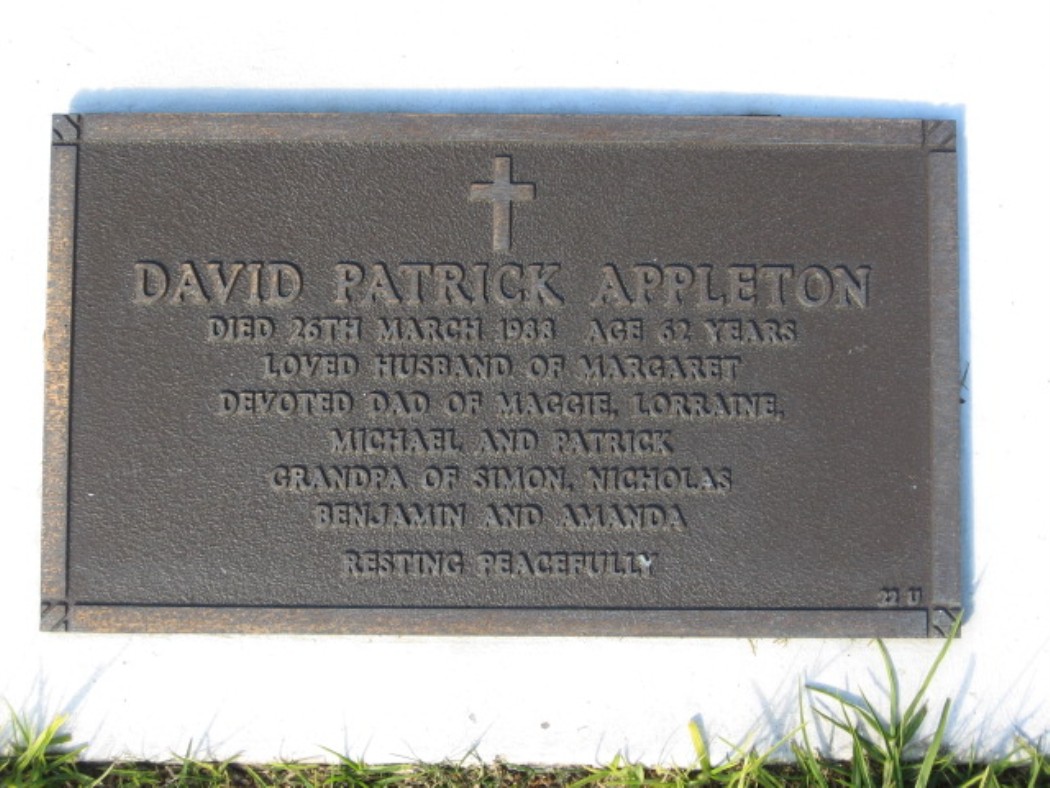 DAVID PATRICK APPLETON
DIED 26TH MARCH 1988 AGE 62 YEARS
LOVED HUSBAND OF MARGARET
DEVOTED DAD OF MAGGIE, LORRAINE,
MICHAEL AND PATRICK
GRANDPA OF SIMON, NICHOLAS
BENJAMIN AND AMANDA
RESTING PEACEFULLY
22 U